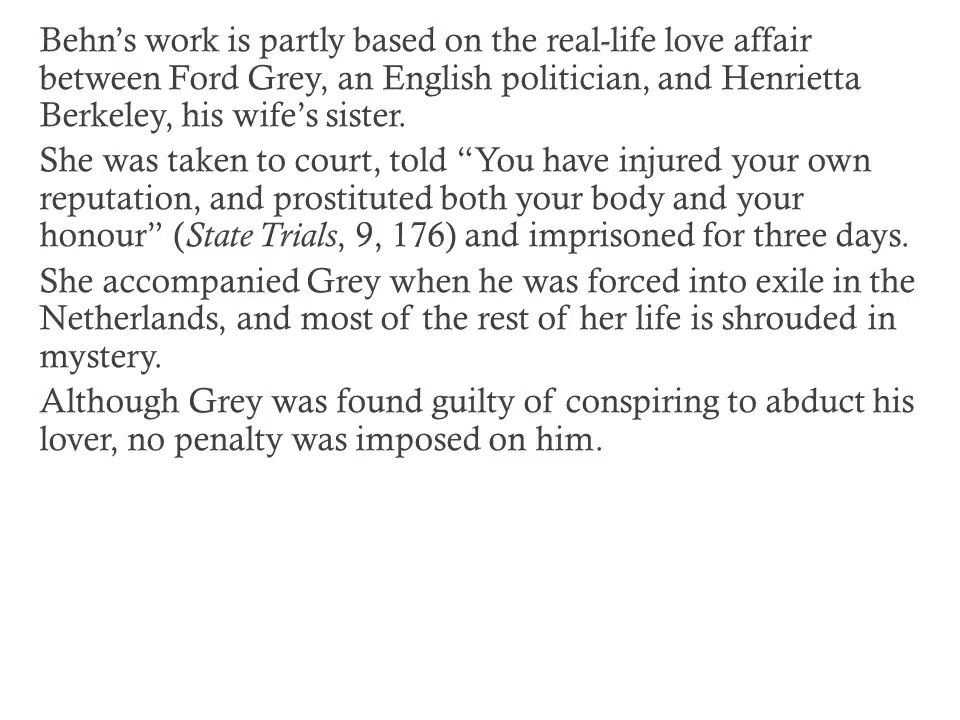 Behn’s work is partly based on the real-life love affair
between Ford Grey, an English politician, and Henrietta
Berkeley, his wife’s sister.
She was taken to court, told “You have injured your own
reputation, and prostituted both your body and your
honour” (State Trials, 9, 176) and imprisoned for three days.
She accompanied Grey when he was forced into exile in the
Netherlands, and most of the rest of her life is shrouded in
mystery.
Although Grey was found guilty of conspiring to abduct his
lover, no penalty was imposed on him.